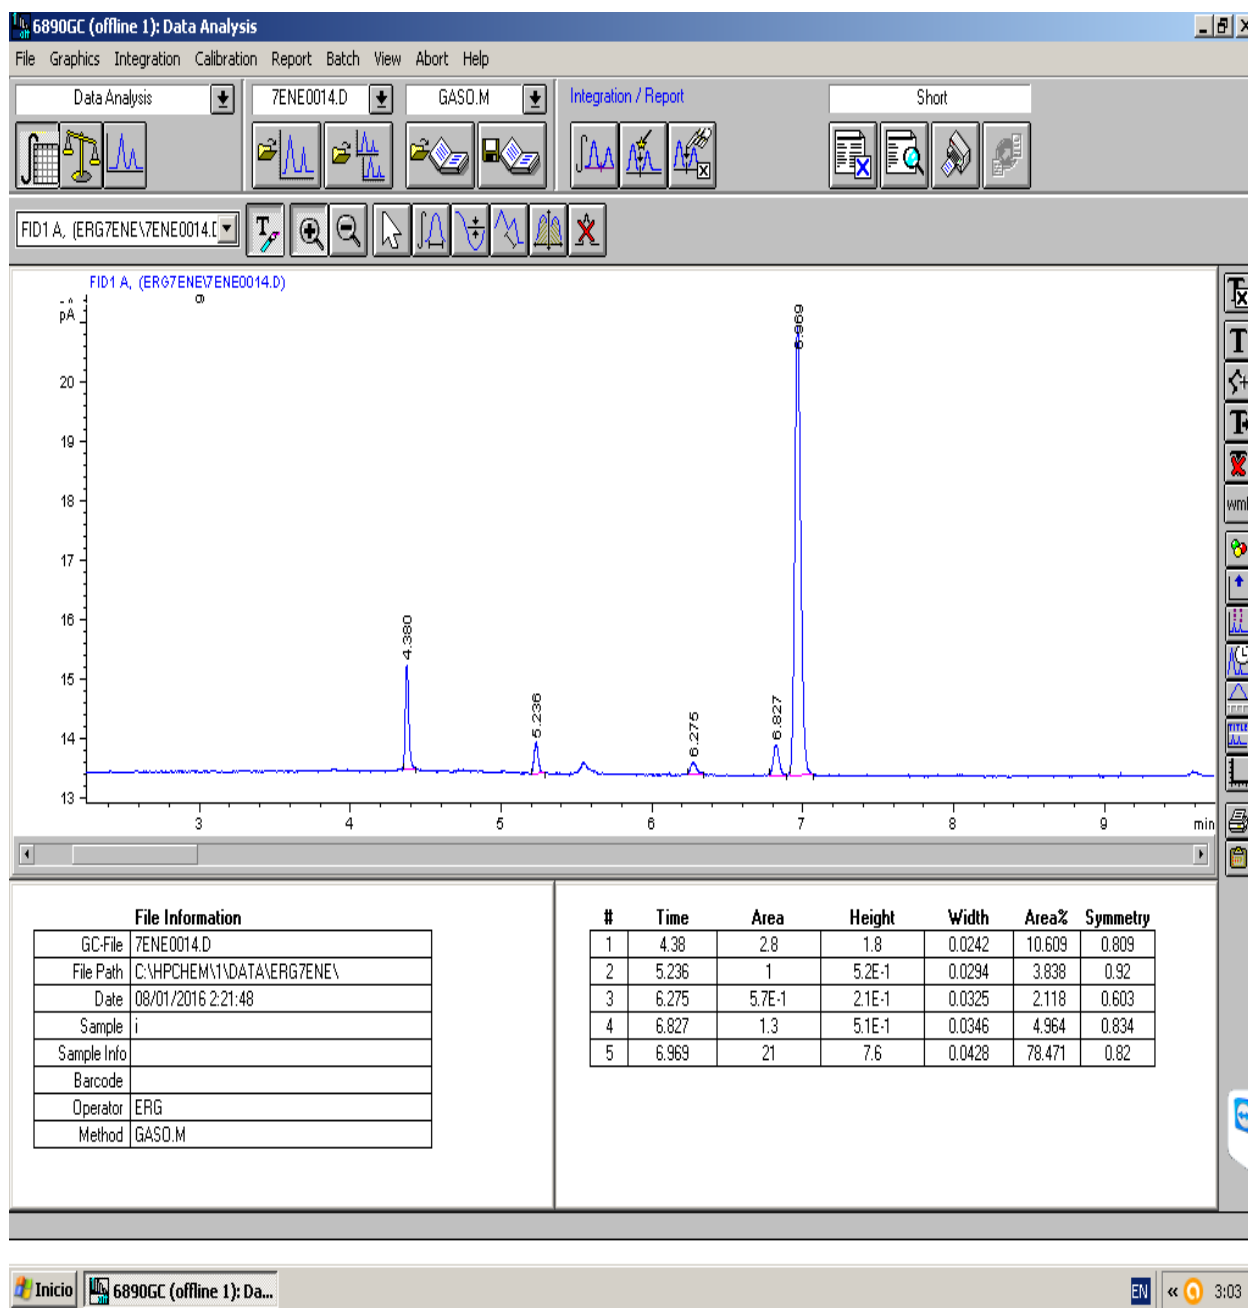 6890GC (offline 1): Data Analysis
File Graphics Integration Calibration Report Batch View Abort Help
Data Analysis 7ENE0014.D GASO.M Integration / Report Short
FID1 A, (ERG7ENE\7ENE0014.D
FID1 A, (ERG7ENE\7ENE0014.D)
pA
20
19
18
17
16
15
14
13
4.380
5.236
6.275
6.827
6.969
3 4 5 6 7 8 9 min
File Information
GC-File 7ENE0014.D
File Path C:\HPCHEM\1\DATA\ERG7ENE\
Date 08/01/2016 2:21:48
Sample i
Sample Info
Barcode
Operator ERG
Method GASO.M
# Time Area Height Width Area% Symmetry
1 4.38 2.8 1.8 0.0242 10.609 0.809
2 5.236 1 5.2E-1 0.0294 3.838 0.92
3 6.275 5.7E-1 2.1E-1 0.0325 2.118 0.603
4 6.827 1.3 5.1E-1 0.0346 4.964 0.834
5 6.969 21 7.6 0.0428 78.471 0.82
Inicio 6890GC (offline 1): Da... EN « 3:03